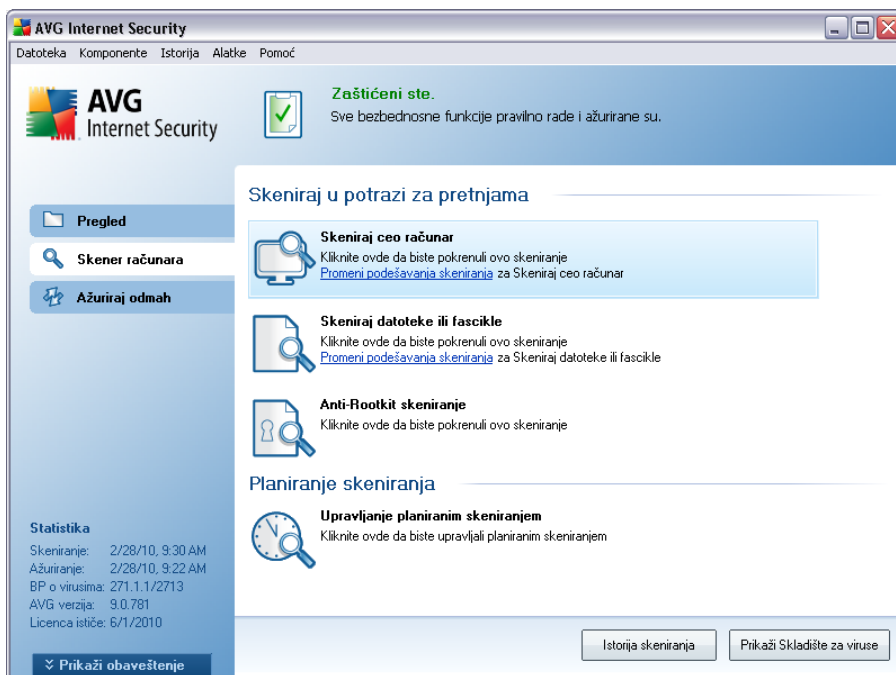 AVG Internet Security
Datoteka Komponente Istorija Alatke Pomoć
AVG
Internet Security
Zaštićeni ste.
Sve bezbednosne funkcije pravilno rade i ažurirane su.
Pregled
Skener računara
Ažuriraj odmah
Skeniraj u potrazi za pretnjama
Skeniraj ceo računar
Kliknite ovde da biste pokrenuli ovo skeniranje
Promeni podešavanja skeniranja za Skeniraj ceo računar
Skeniraj datoteke ili fascikle
Kliknite ovde da biste pokrenuli ovo skeniranje
Promeni podešavanja skeniranja za Skeniraj datoteke ili fascikle
Anti-Rootkit skeniranje
Kliknite ovde da biste pokrenuli ovo skeniranje
Planiranje skeniranja
Upravljanje planiranim skeniranjem
Kliknite ovde da biste upravljali planiranim skeniranjem
Statistika
Skeniranje: 2/28/10, 9:30 AM
Ažuriranje: 2/28/10, 9:22 AM
BP o virusima: 271.1.1/2713
AVG verzija: 9.0.781
Licenca ističe: 6/1/2010
Prikaži obaveštenje
Istorija skeniranja
Prikaži Skladište za viruse